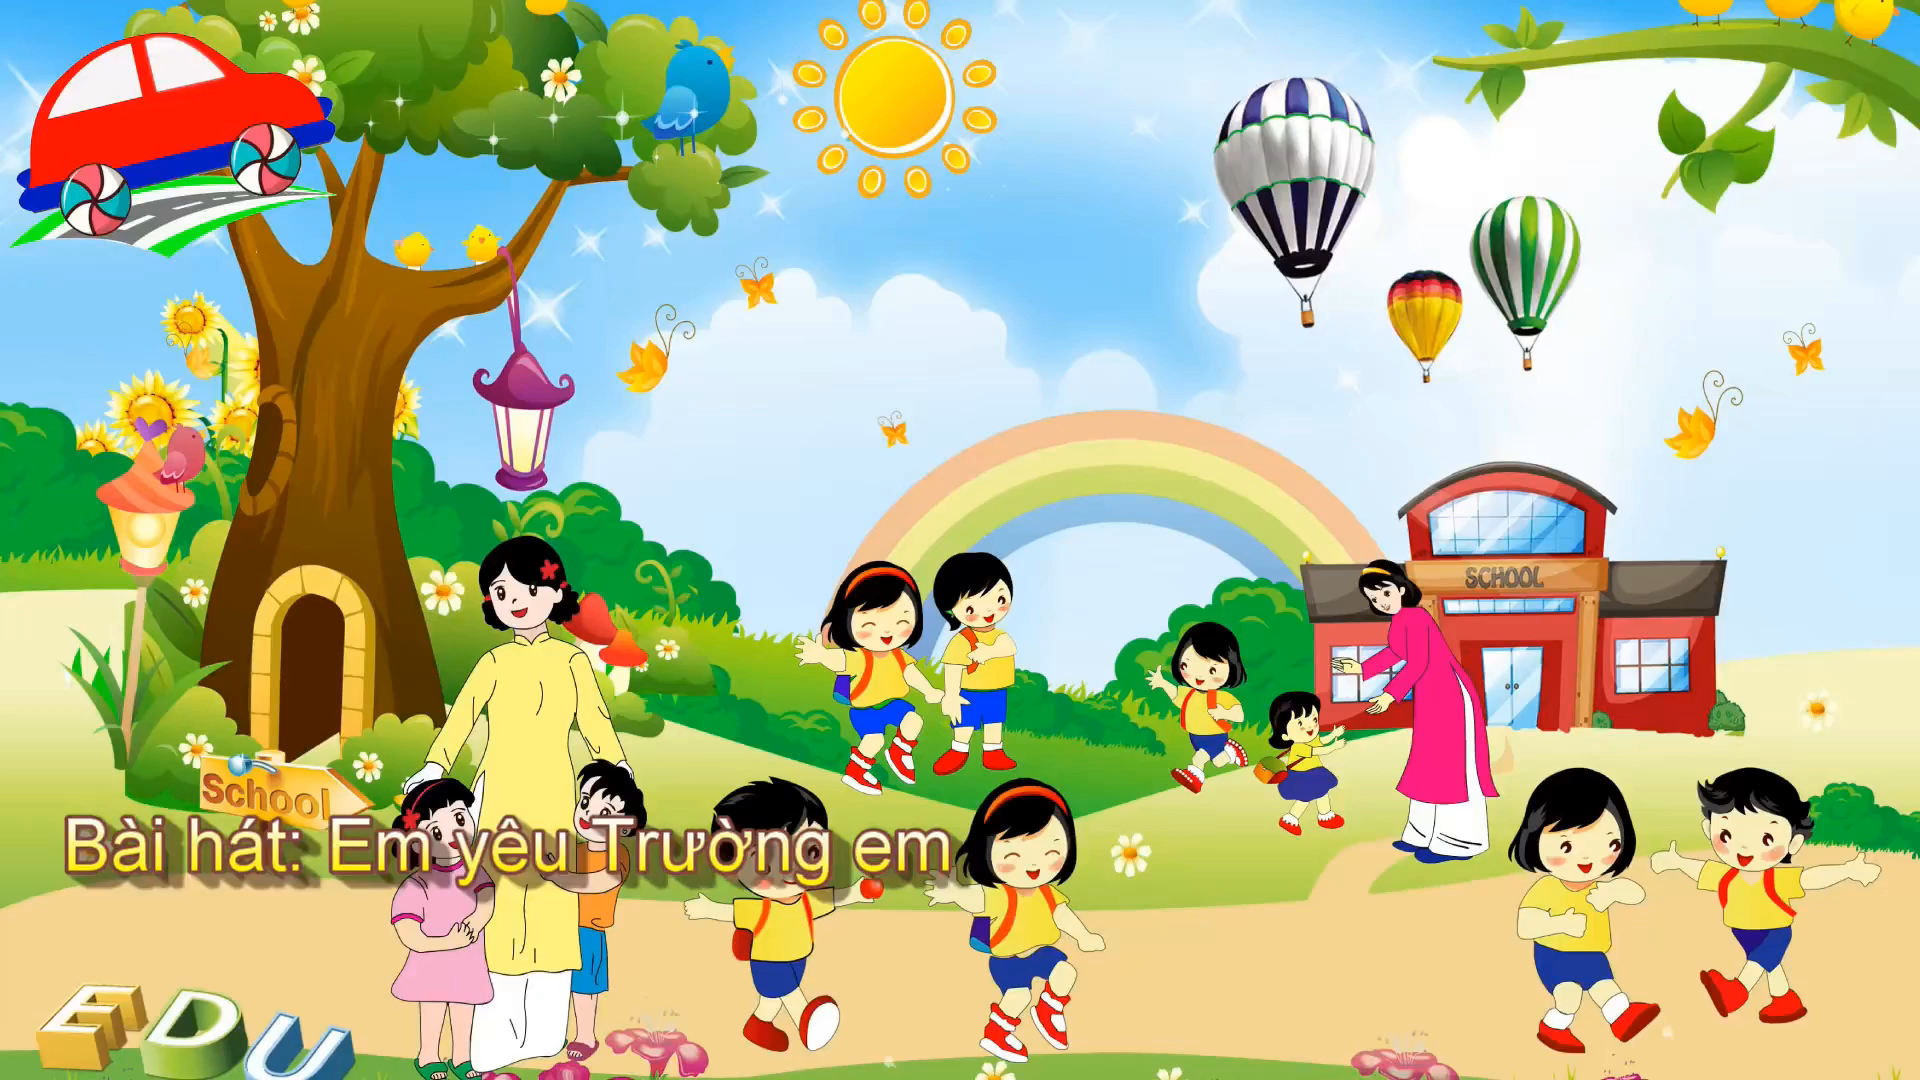 SCHOOL
School
Bài hát: Em yêu Trường em
EDU